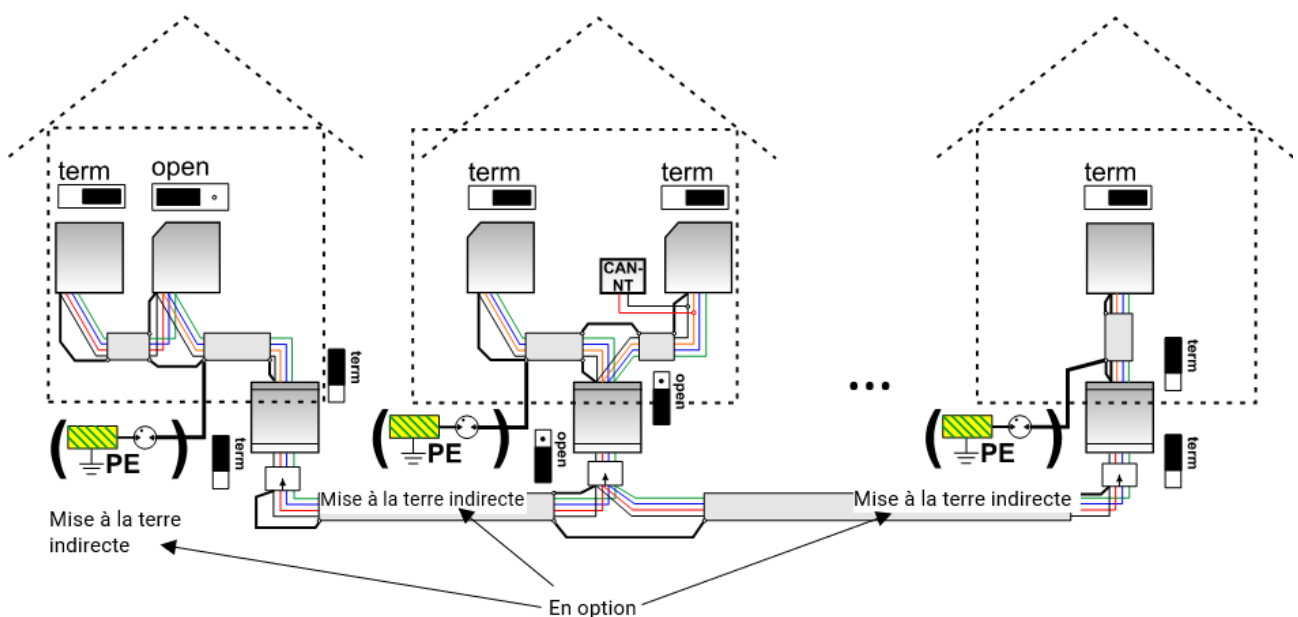 term
open
term
term
term
CAN-
NT
term
open
term
PE
term
open
PE
PE
term
Mise à la terre
indirecte
Mise à la terre indirecte
Mise à la terre indirecte
En option